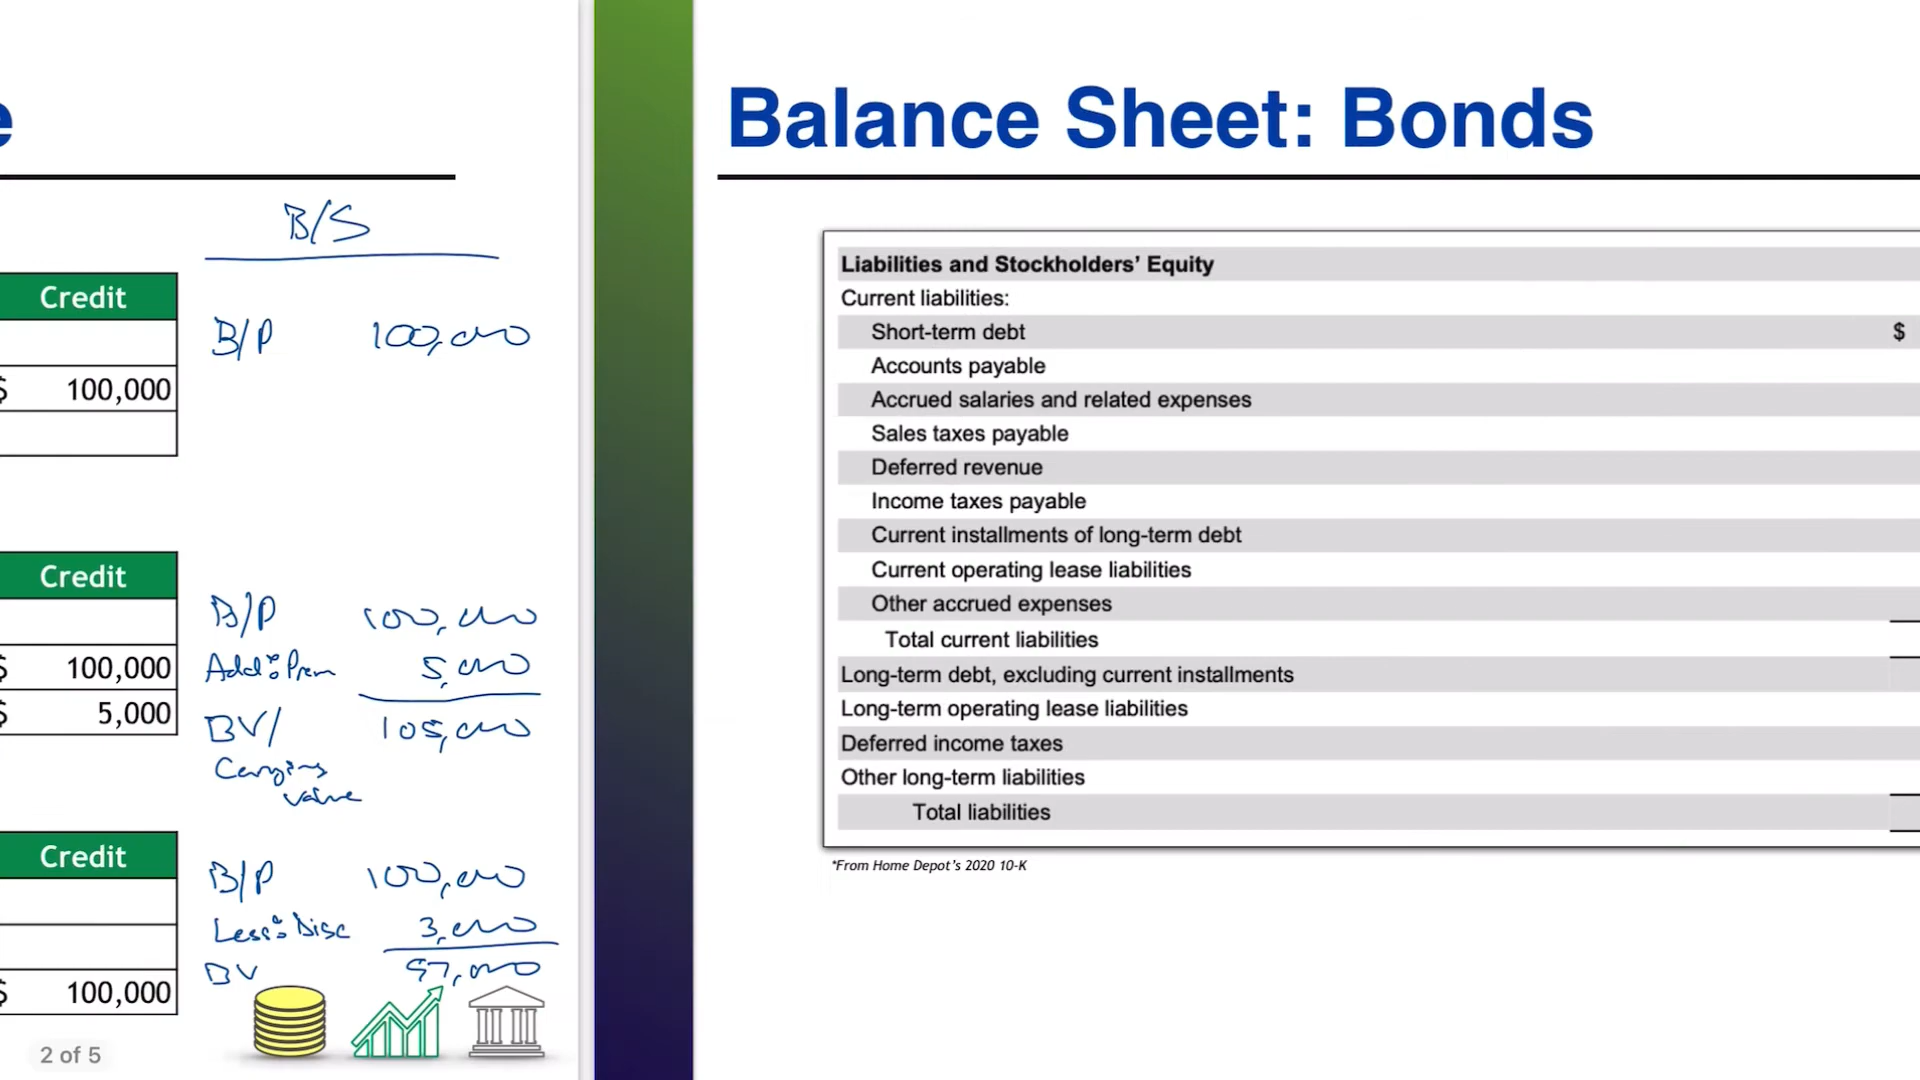 e
B/S
Credit
B/P 100,000
$ 100,000
Credit
B/P 100,000
$ 100,000
Add: Prem 5,000
$ 5,000
BV/ 105,000
Carrying
Value
Credit
B/P 100,000
Less: Disc 3,000
BV 97,000
$ 100,000
2 of 5
Balance Sheet: Bonds
Liabilities and Stockholders’ Equity
Current liabilities:
Short-term debt $
Accounts payable
Accrued salaries and related expenses
Sales taxes payable
Deferred revenue
Income taxes payable
Current installments of long-term debt
Current operating lease liabilities
Other accrued expenses
Total current liabilities
Long-term debt, excluding current installments
Long-term operating lease liabilities
Deferred income taxes
Other long-term liabilities
Total liabilities
*From Home Depot’s 2020 10-K